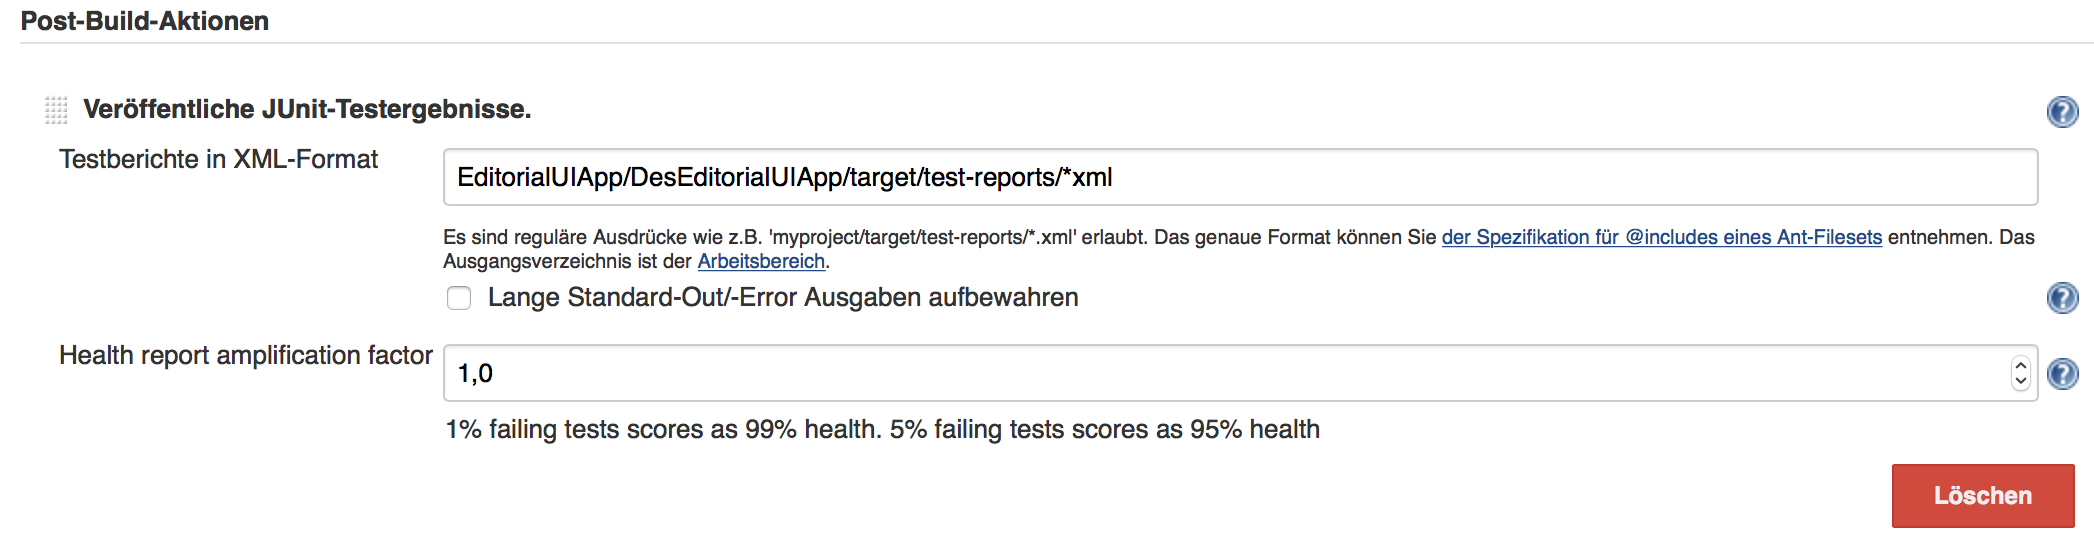 Post-Build-Aktionen
Veröffentliche JUnit-Testergebnisse.
Testberichte in XML-Format
EditorialUIApp/DesEditorialUIApp/target/test-reports/*xml
Es sind reguläre Ausdrücke wie z.B. 'myproject/target/test-reports/*.xml' erlaubt. Das genaue Format können Sie der Spezifikation für @includes eines Ant-Filesets entnehmen. Das
Ausgangsverzeichnis ist der Arbeitsbereich.
Lange Standard-Out/-Error Ausgaben aufbewahren
Health report amplification factor
1,0
1% failing tests scores as 99% health. 5% failing tests scores as 95% health
Löschen